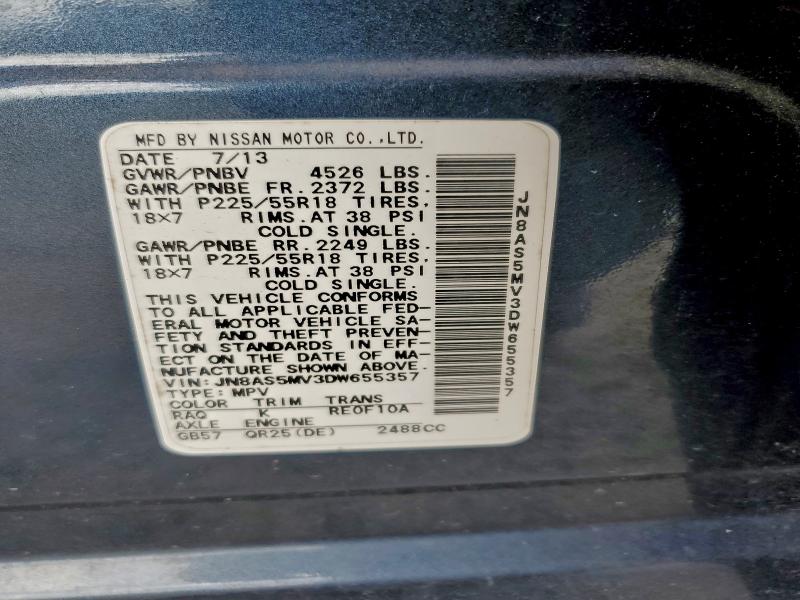 MFD BY NISSAN MOTOR CO.,LTD.
DATE 7/13
GVWR/PNBV 4526 LBS.
GAWR/PNBE FR. 2372 LBS.
WITH P225/55R18 TIRES.
18×7 RIMS.AT 38 PSI
COLD SINGLE.
GAWR/PNBE RR. 2249 LBS.
WITH P225/55R18 TIRES.
18×7 RIMS.AT 38 PSI
COLD SINGLE.
THIS VEHICLE CONFORMS
TO ALL APPLICABLE FED-
ERAL MOTOR VEHICLE SA-
FETY AND THEFT PREVEN-
TION STANDARDS IN EFF-
ECT ON THE DATE OF MA-
NUFACTURE SHOWN ABOVE.
VIN: JN8AS5MV3DW655357
TYPE: MPV
COLOR TRIM TRANS
RAQ K RE0F10A
AXLE ENGINE
GB57 QR25(DE) 2488CC
JN8AS5MV3DW655357